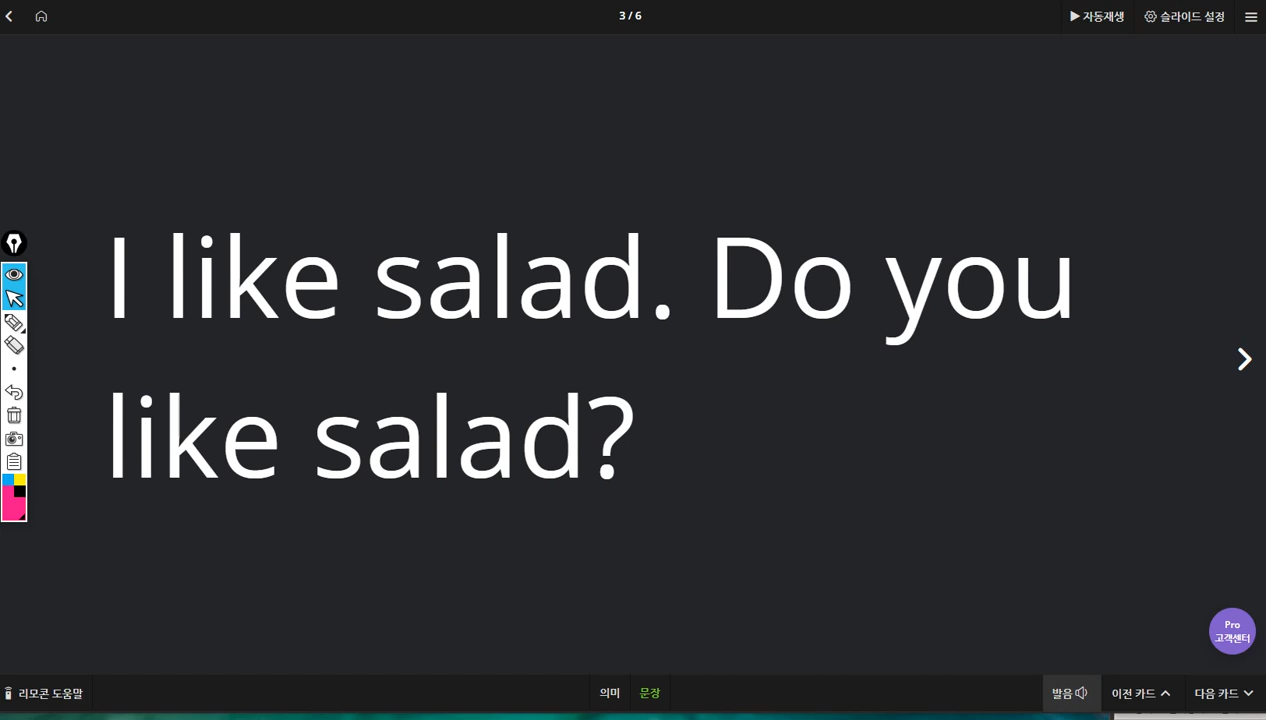 3 / 6
자동재생
슬라이드 설정
I like salad. Do you
like salad?
Pro
고객센터
리모콘 도움말
의미
문장
발음
이전 카드
다음 카드